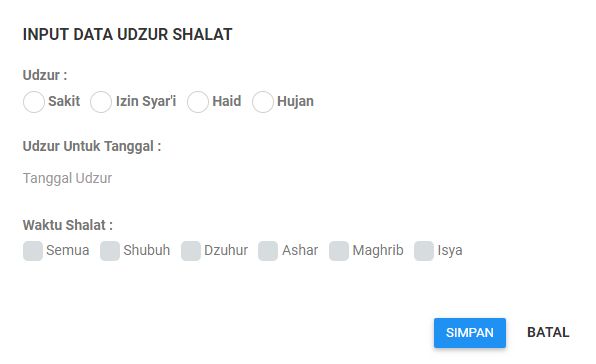 INPUT DATA UDZUR SHALAT
Udzur :
Sakit Izin Syar'i Haid Hujan
Udzur Untuk Tanggal :
Tanggal Udzur
Waktu Shalat :
Semua Shubuh Dzuhur Ashar Maghrib Isya
SIMPAN BATAL